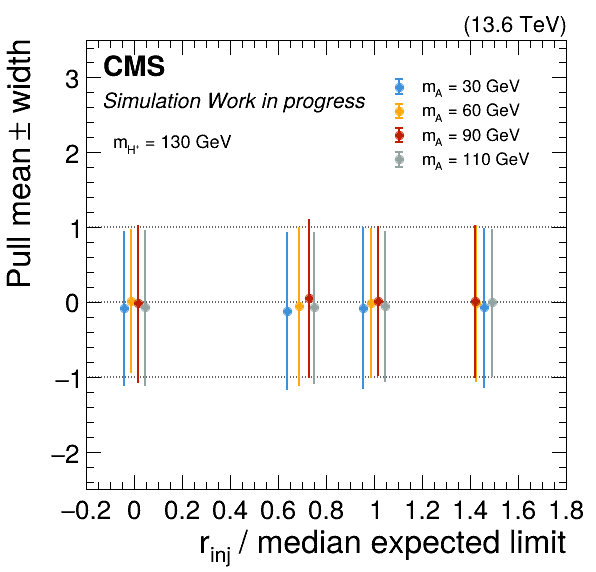 (13.6 TeV)
CMS
Simulation Work in progress
m_H⁺ = 130 GeV
m_A = 30 GeV
m_A = 60 GeV
m_A = 90 GeV
m_A = 110 GeV
Pull mean ± width
3
2
1
0
−1
−2
−0.2 0 0.2 0.4 0.6 0.8 1 1.2 1.4 1.6 1.8
r_inj / median expected limit